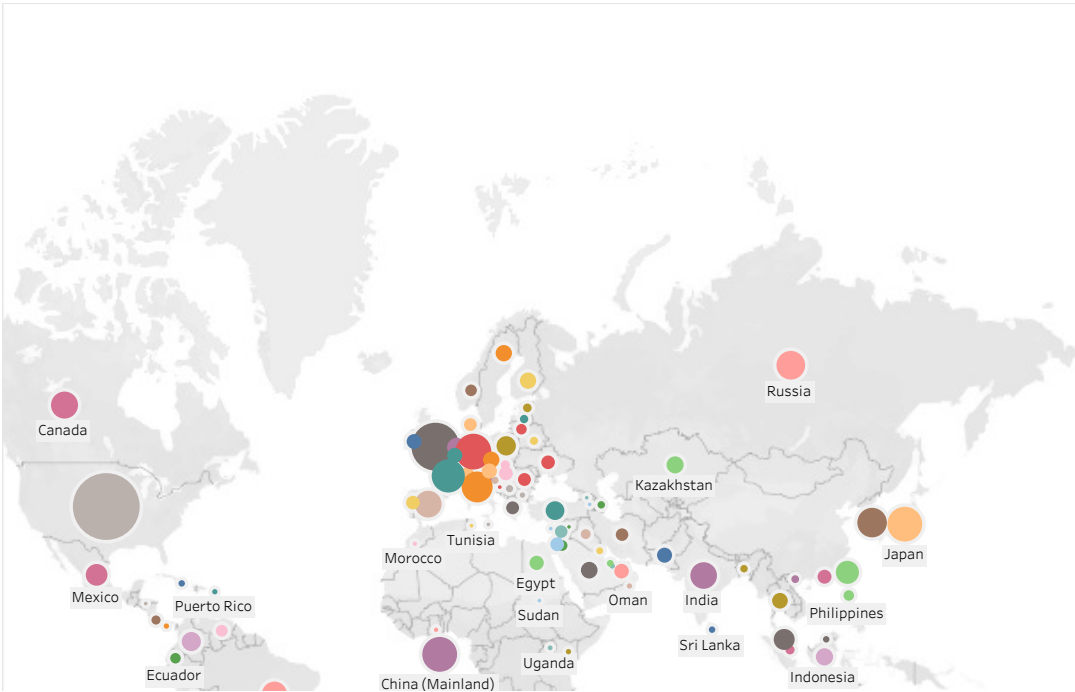 Russia
Canada
Kazakhstan
Tunisia
Japan
Morocco
Egypt
Mexico
Puerto Rico
Oman
India
Sudan
Philippines
Sri Lanka
Uganda
Ecuador
Indonesia
China (Mainland)